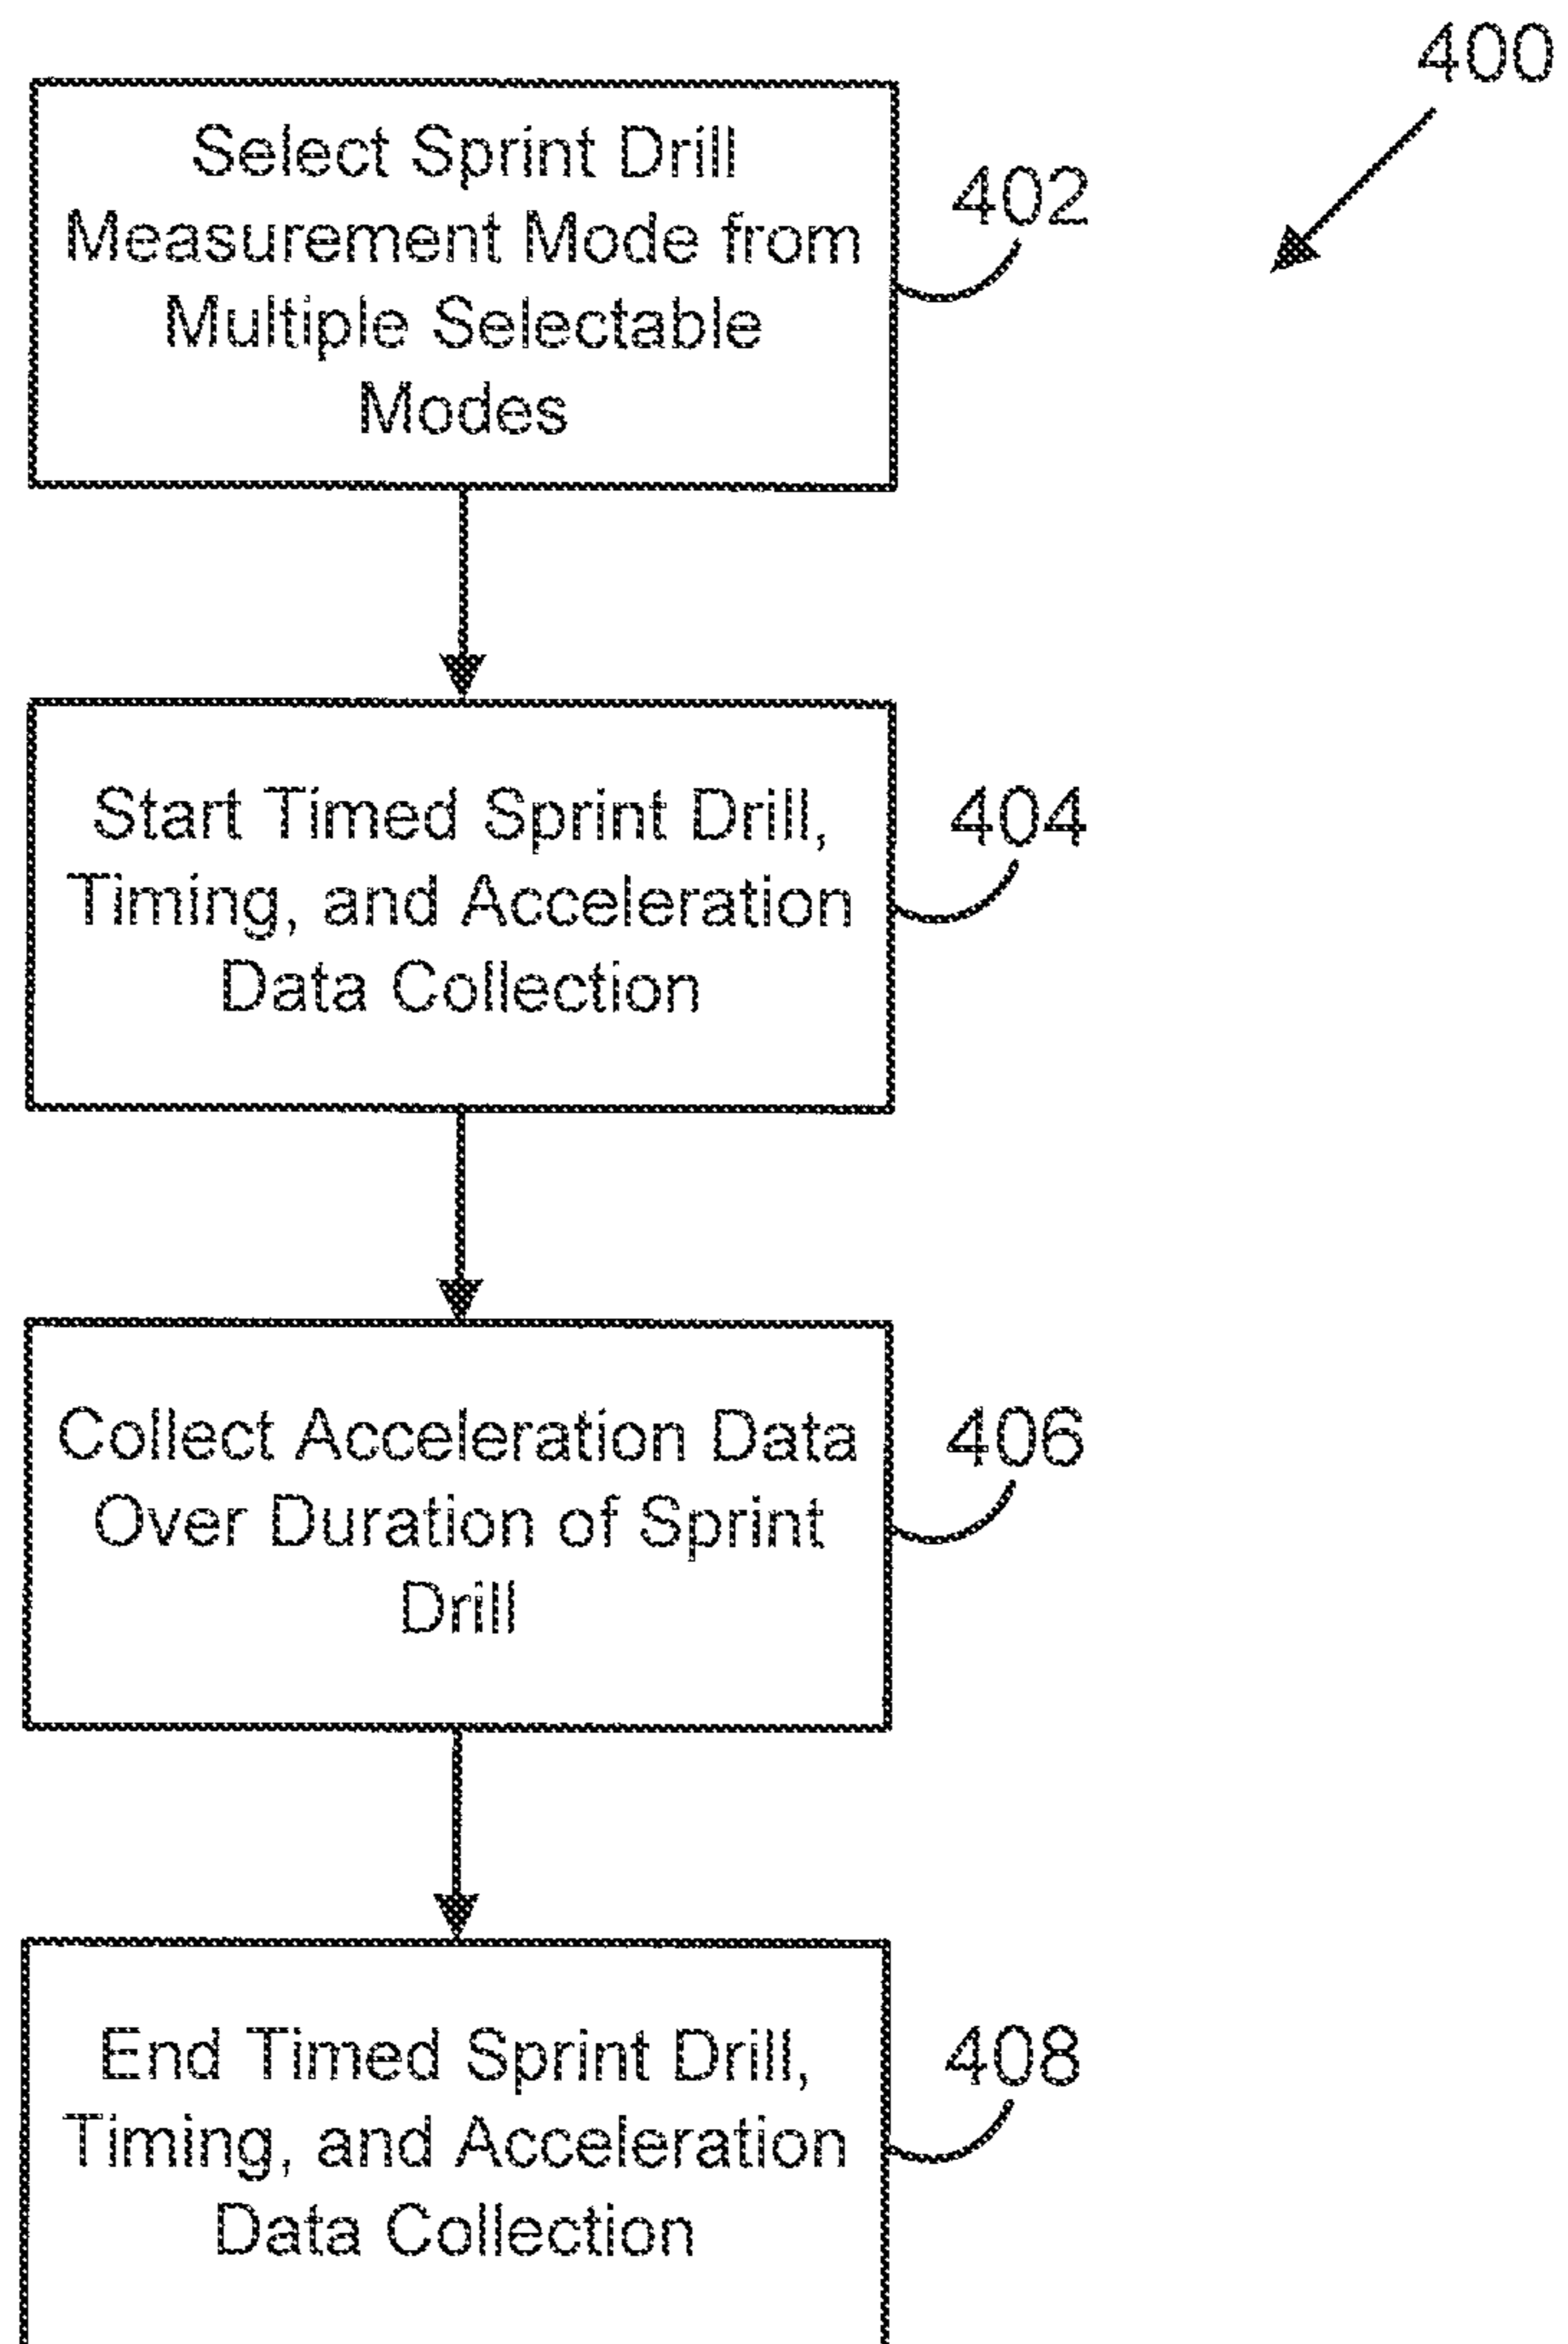 400
Select Sprint Drill
Measurement Mode from
Multiple Selectable
Modes
402
Start Timed Sprint Drill,
Timing, and Acceleration
Data Collection
404
Collect Acceleration Data
Over Duration of Sprint
Drill
406
End Timed Sprint Drill,
Timing, and Acceleration
Data Collection
408